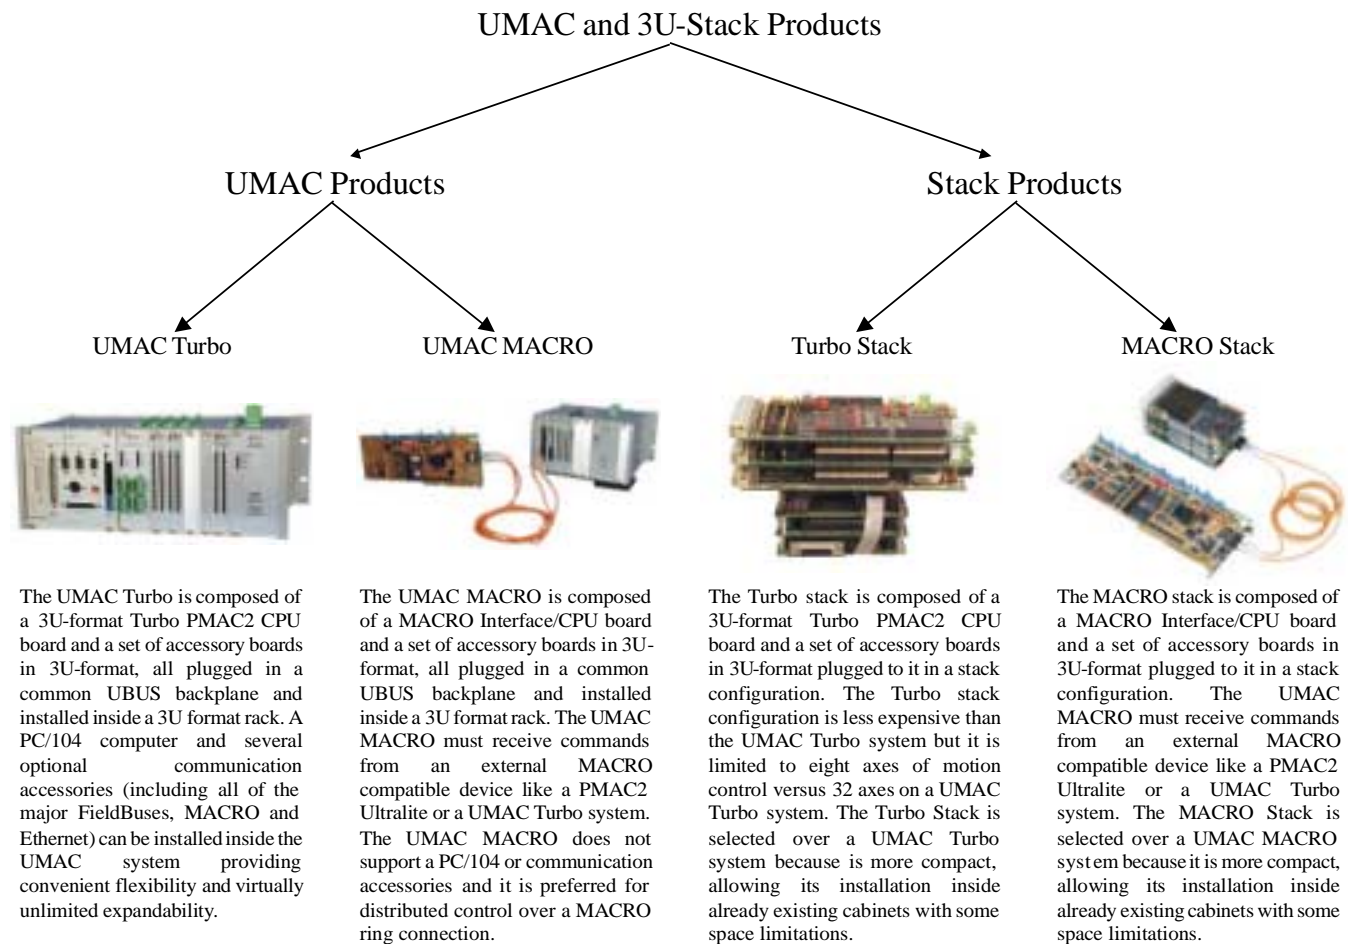 UMAC and 3U-Stack Products
UMAC Products
Stack Products
UMAC Turbo
UMAC MACRO
Turbo Stack
MACRO Stack
The UMAC Turbo is composed of
a 3U-format Turbo PMAC2 CPU
board and a set of accessory boards
in 3U-format, all plugged in a
common UBUS backplane and
installed inside a 3U format rack. A
PC/104 computer and several
optional communication
accessories (including all of the
major FieldBuses, MACRO and
Ethernet) can be installed inside the
UMAC system providing
convenient flexibility and virtually
unlimited expandability.
The UMAC MACRO is composed
of a MACRO Interface/CPU board
and a set of accessory boards in 3U-
format, all plugged in a common
UBUS backplane and installed
inside a 3U format rack. The UMAC
MACRO must receive commands
from an external MACRO
compatible device like a PMAC2
Ultralite or a UMAC Turbo system.
The UMAC MACRO does not
support a PC/104 or communication
accessories and it is preferred for
distributed control over a MACRO
ring connection.
The Turbo stack is composed of a
3U-format Turbo PMAC2 CPU
board and a set of accessory boards
in 3U-format plugged to it in a stack
configuration. The Turbo stack
configuration is less expensive than
the UMAC Turbo system but it is
limited to eight axes of motion
control versus 32 axes on a UMAC
Turbo system. The Turbo Stack is
selected over a UMAC Turbo
system because is more compact,
allowing its installation inside
already existing cabinets with some
space limitations.
The MACRO stack is composed of
a MACRO Interface/CPU board
and a set of accessory boards in
3U-format plugged to it in a stack
configuration. The UMAC
MACRO must receive commands
from an external MACRO
compatible device like a PMAC2
Ultralite or a UMAC Turbo
system. The MACRO Stack is
selected over a UMAC MACRO
syst em because it is more compact,
allowing its installation inside
already existing cabinets with some
space limitations.